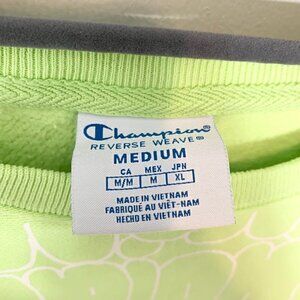 Champion®
REVERSE WEAVE®
MEDIUM
CA MEX JPN
M/M M XL
MADE IN VIETNAM
FABRIQUÉ AU VIÊT-NAM
HECHO EN VIETNAM